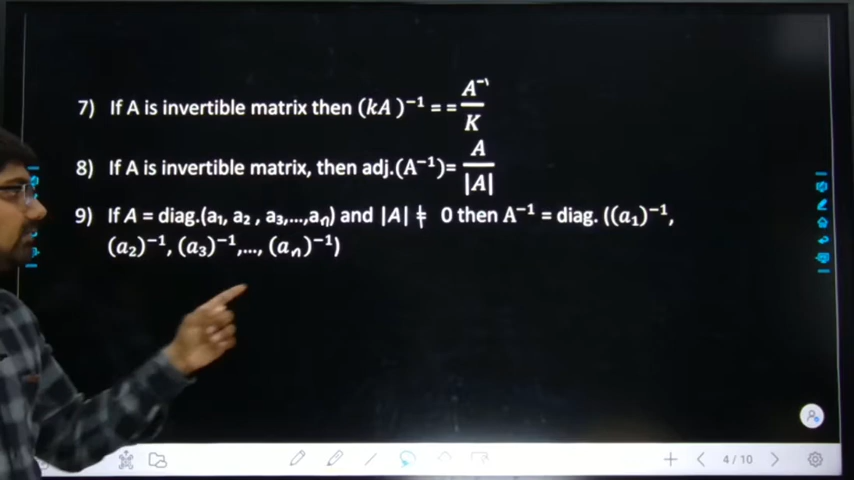 7) If A is invertible matrix then (kA)⁻¹ = = A⁻¹/K
8) If A is invertible matrix, then adj.(A⁻¹)= A/|A|
9) If A = diag.(a₁, a₂ , a₃,...,aₙ) and |A| ≠ 0 then A⁻¹ = diag. ((a₁)⁻¹,
(a₂)⁻¹, (a₃)⁻¹,..., (aₙ)⁻¹)
4 / 10